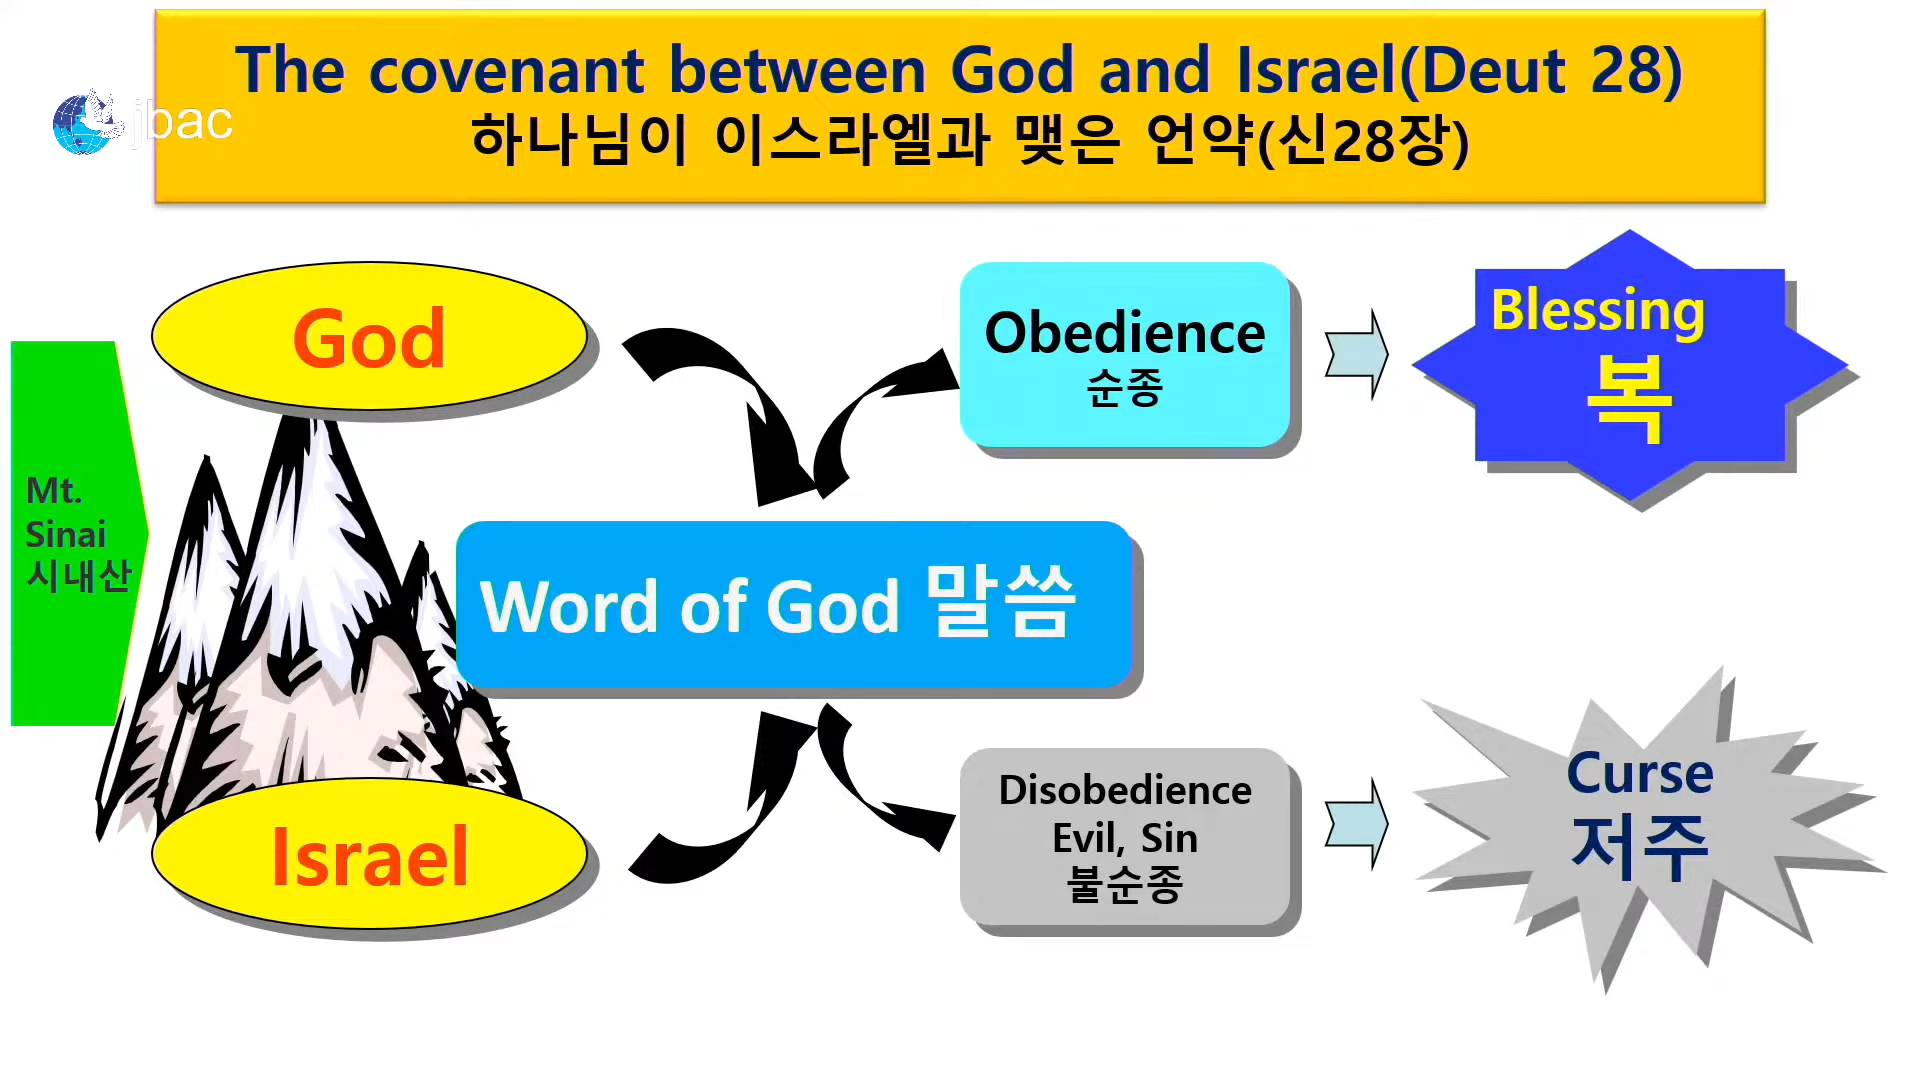 The covenant between God and Israel(Deut 28)
하나님이 이스라엘과 맺은 언약(신28장)
jbac
God
Obedience
순종
Blessing
복
Mt.
Sinai
시내산
Word of God 말씀
Israel
Disobedience
Evil, Sin
불순종
Curse
저주